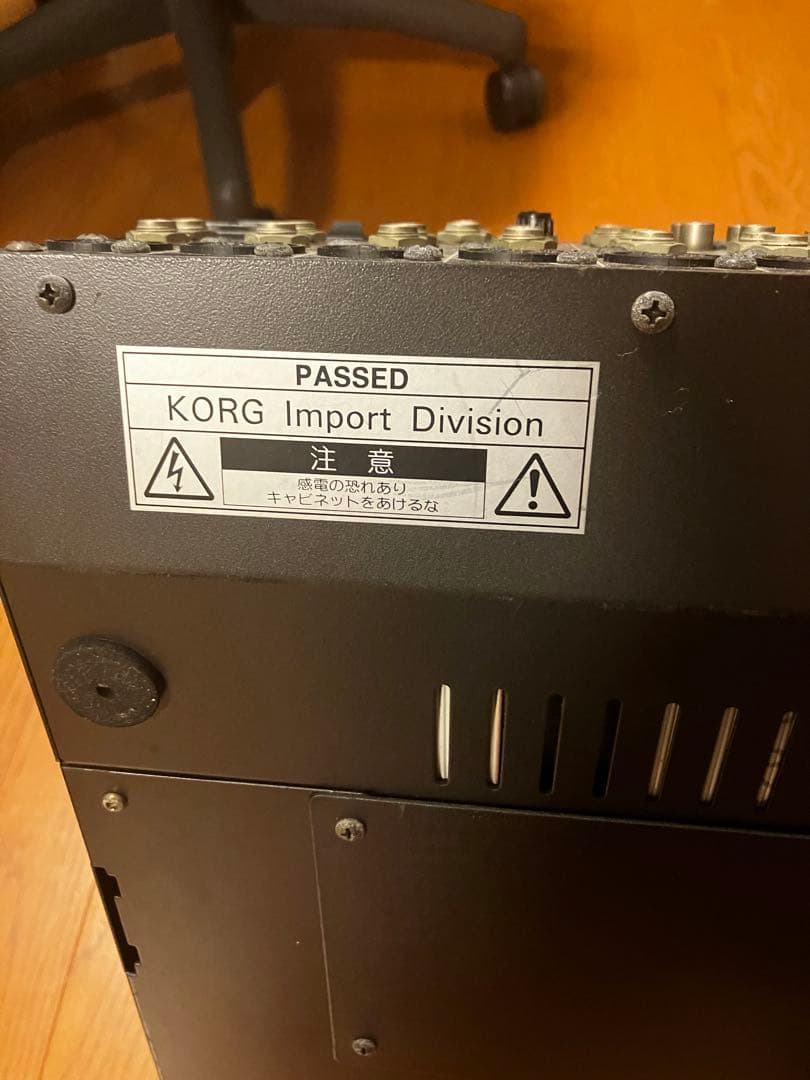 PASSED
KORG Import Division
注 意
感電の恐れあり
キャビネットをあけるな